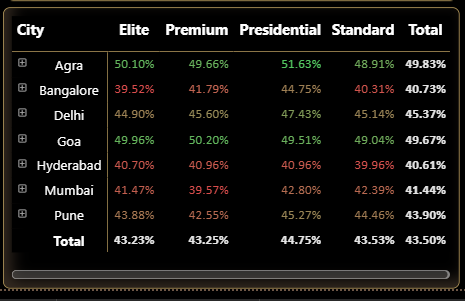 City Elite Premium Presidential Standard Total
Agra 50.10% 49.66% 51.63% 48.91% 49.83%
Bangalore 39.52% 41.79% 44.75% 40.31% 40.73%
Delhi 44.90% 45.60% 47.43% 45.14% 45.37%
Goa 49.96% 50.20% 49.51% 49.04% 49.67%
Hyderabad 40.70% 40.96% 40.96% 39.96% 40.61%
Mumbai 41.47% 39.57% 42.80% 42.39% 41.44%
Pune 43.88% 42.55% 45.27% 44.46% 43.90%
Total 43.23% 43.25% 44.75% 43.53% 43.50%